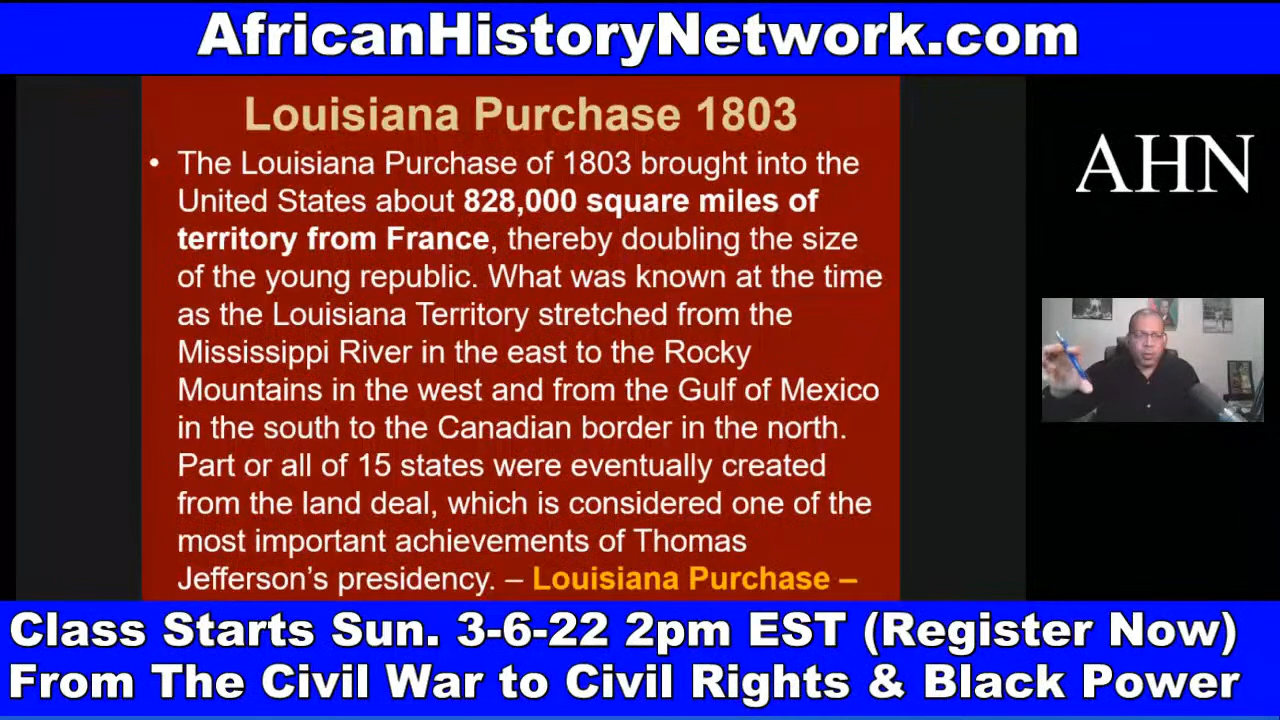 AfricanHistoryNetwork.com
Louisiana Purchase 1803
AHN
• The Louisiana Purchase of 1803 brought into the
United States about 828,000 square miles of
territory from France, thereby doubling the size
of the young republic. What was known at the time
as the Louisiana Territory stretched from the
Mississippi River in the east to the Rocky
Mountains in the west and from the Gulf of Mexico
in the south to the Canadian border in the north.
Part or all of 15 states were eventually created
from the land deal, which is considered one of the
most important achievements of Thomas
Jefferson’s presidency. – Louisiana Purchase –
Class Starts Sun. 3-6-22 2pm EST (Register Now)
From The Civil War to Civil Rights & Black Power